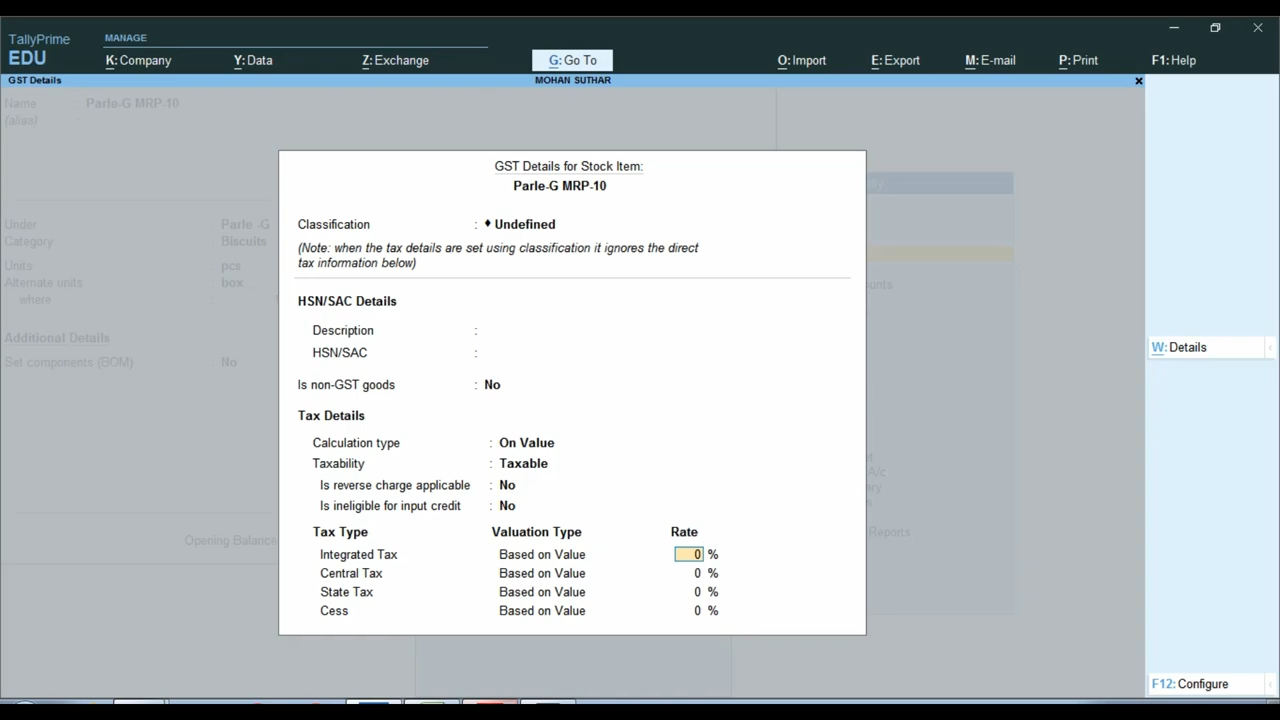 TallyPrime
EDU
MANAGE
K: Company
Y: Data
Z: Exchange
G: Go To
O: Import
E: Export
M: E-mail
P: Print
F1: Help
GST Details
MOHAN SUTHAR
Name : Parle-G MRP-10
(alias) :
Under : Parle -G
Category : Biscuits
Units : pcs
Alternate units : box
where :
Additional Details
Set components (BOM) : No
Opening Balance
GST Details for Stock Item:
Parle-G MRP-10
Classification : ♦ Undefined
(Note: when the tax details are set using classification it ignores the direct
tax information below)
HSN/SAC Details
Description :
HSN/SAC :
Is non-GST goods : No
Tax Details
Calculation type : On Value
Taxability : Taxable
Is reverse charge applicable : No
Is ineligible for input credit : No
Tax Type Valuation Type Rate
Integrated Tax Based on Value 0 %
Central Tax Based on Value 0 %
State Tax Based on Value 0 %
Cess Based on Value 0 %
Reports
W: Details
F12: Configure